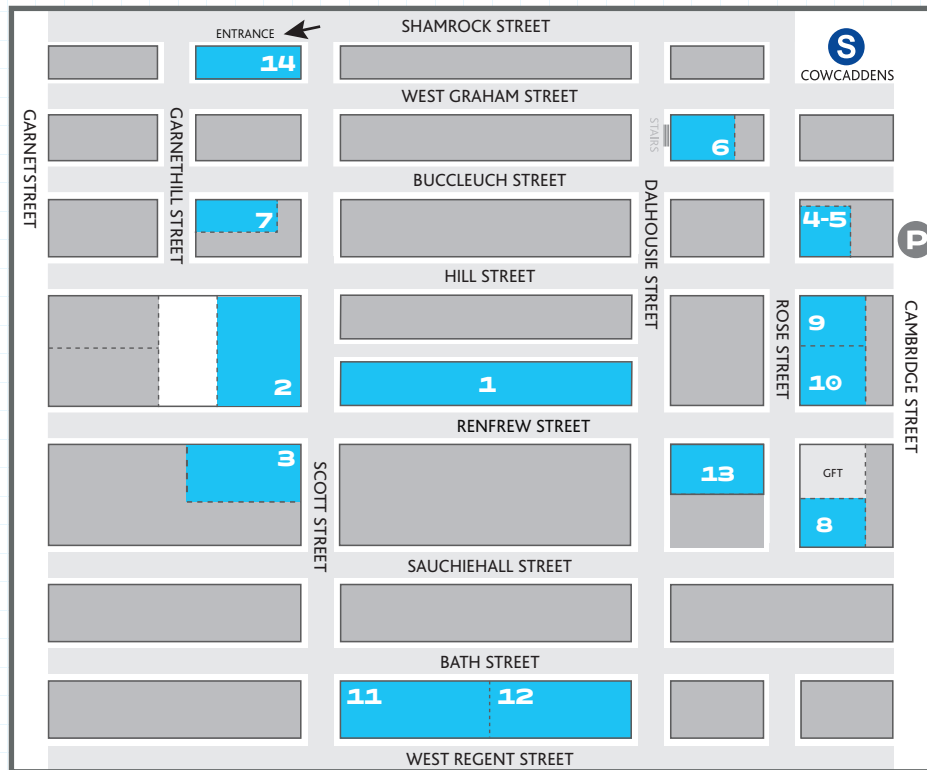 SHAMROCK STREET
ENTRANCE
14
S
COWCADDENS
WEST GRAHAM STREET
GARNETSTREET
GARNETHILL STREET
STAIRS
6
BUCCLEUCH STREET
DALHOUSIE STREET
7
4-5
P
HILL STREET
ROSE STREET
CAMBRIDGE STREET
9
2
1
10
RENFREW STREET
3
SCOTT STREET
13
GFT
8
SAUCHIEHALL STREET
BATH STREET
11
12
WEST REGENT STREET